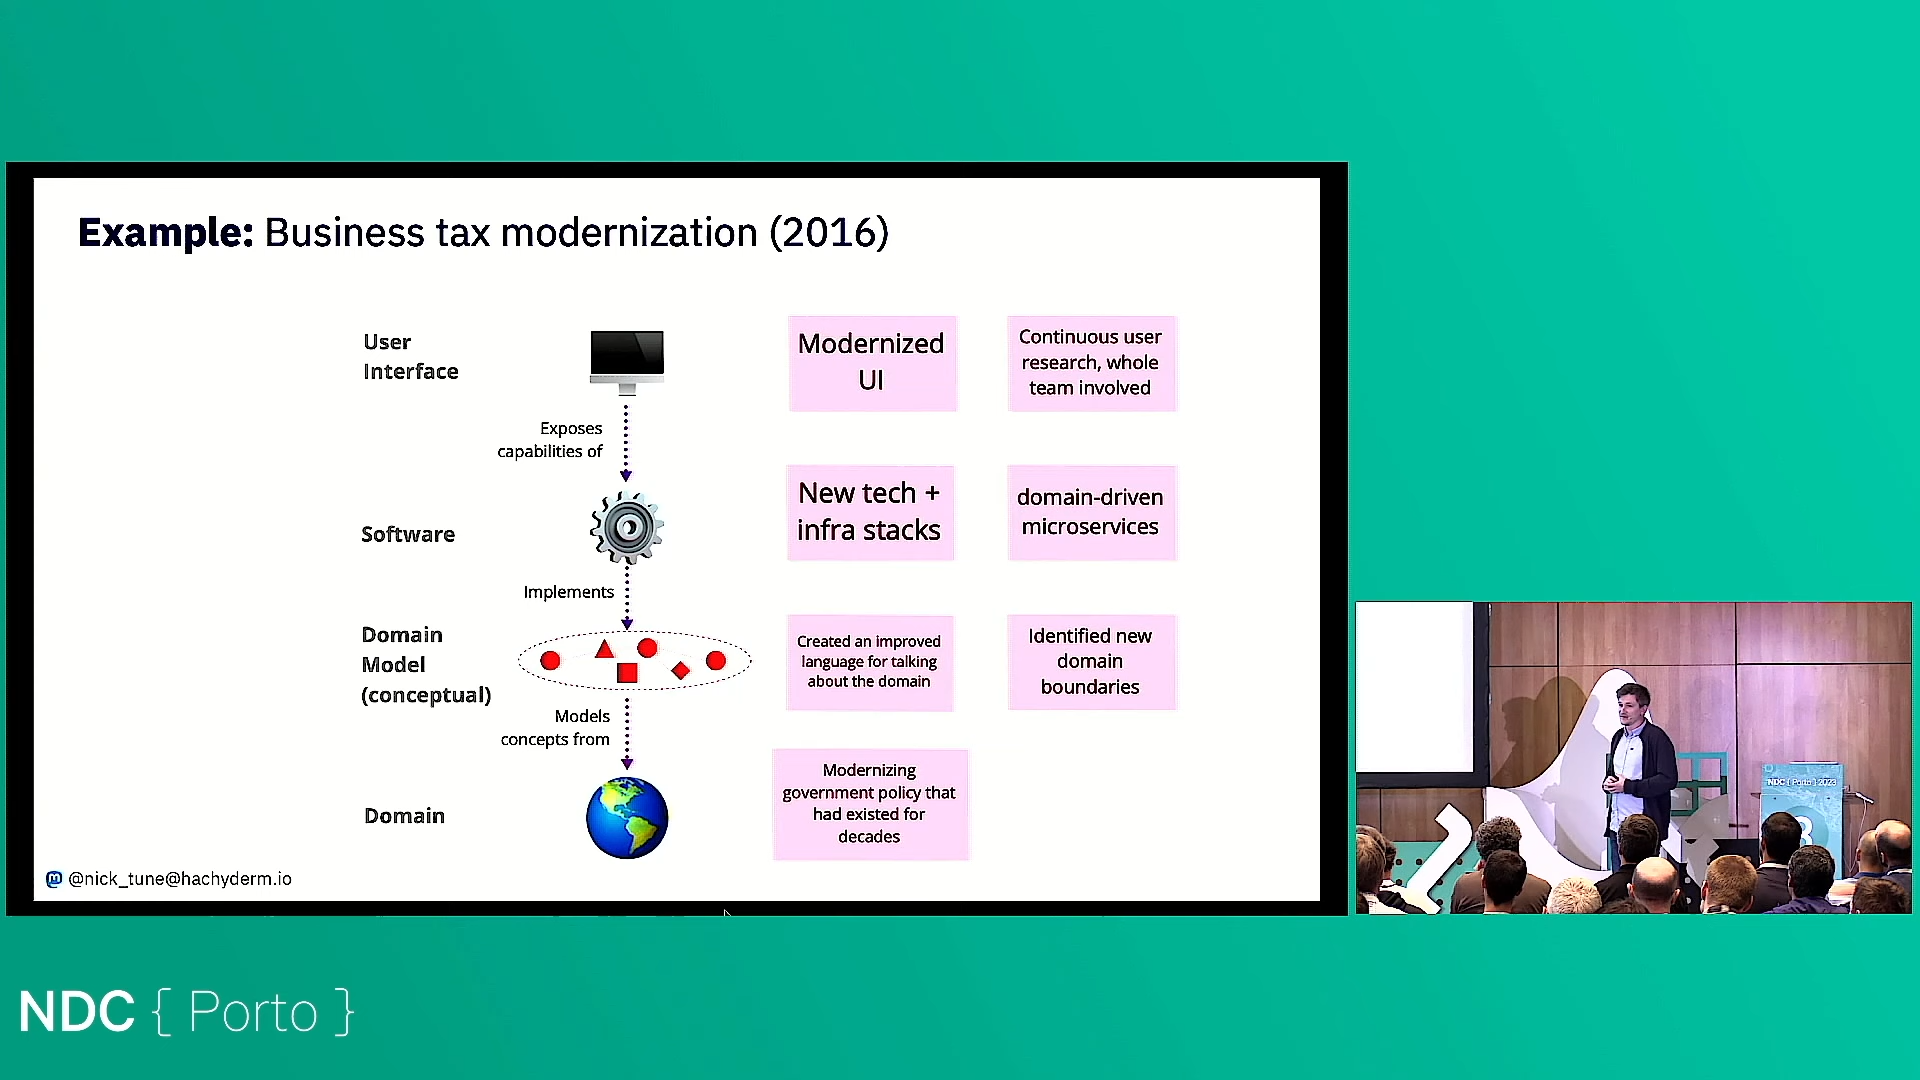 Example: Business tax modernization (2016)
User
Interface
Modernized
UI
Continuous user
research, whole
team involved
Exposes
capabilities of
Software
New tech +
infra stacks
domain-driven
microservices
Implements
Domain
Model
(conceptual)
Created an improved
language for talking
about the domain
Identified new
domain
boundaries
Models
concepts from
Domain
Modernizing
government policy that
had existed for
decades
@nick_tune@hachyderm.io
NDC { Porto } 2023
NDC { Porto }